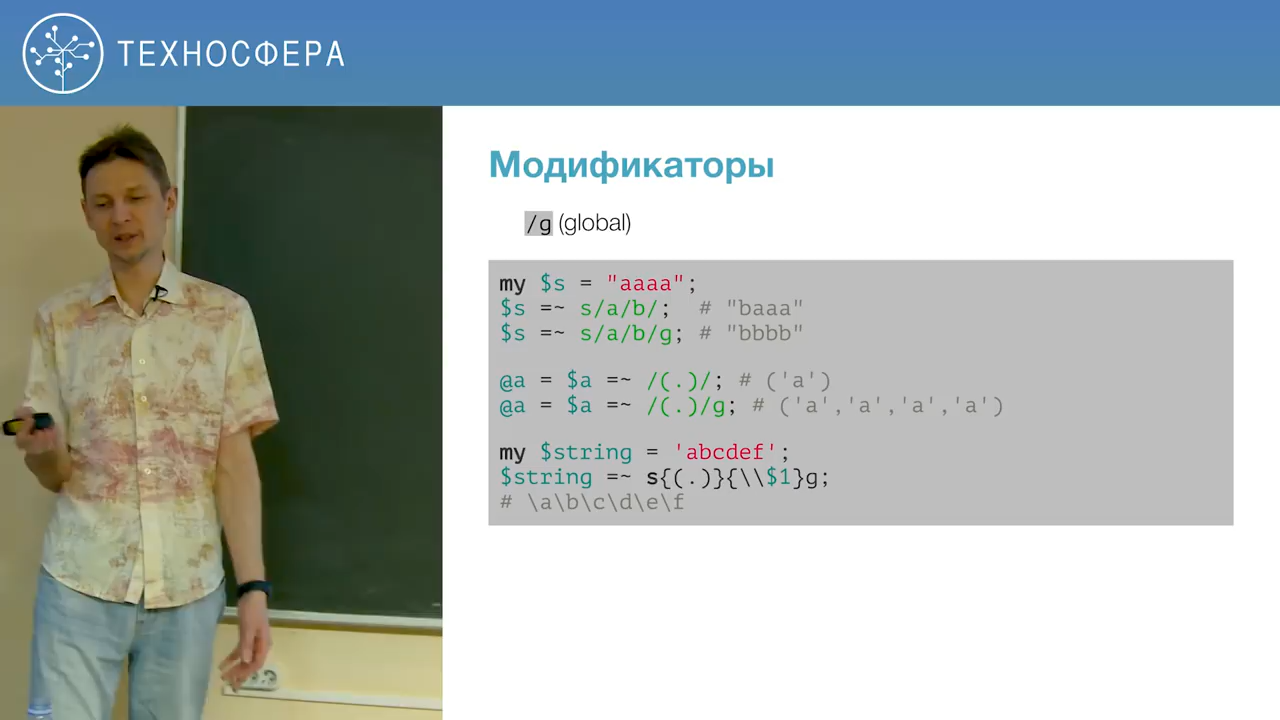 ТЕХНОСФЕРА
Модификаторы
/g (global)
my $s = "aaaa";
$s =~ s/a/b/;  # "baaa"
$s =~ s/a/b/g; # "bbbb"
@a = $a =~ /(.)/; # ('a')
@a = $a =~ /(.)/g; # ('a','a','a','a')
my $string = 'abcdef';
$string =~ s{(.)}{\\$1}g;
# \a\b\c\d\e\f